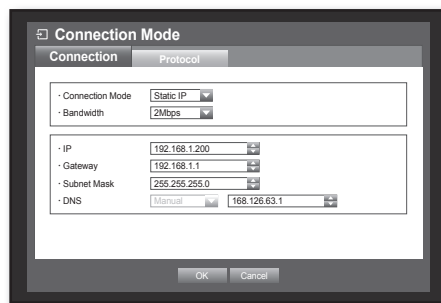 Connection Mode
Connection Protocol
· Connection Mode Static IP
· Bandwidth 2Mbps
· IP 192.168.1.200
· Gateway 192.168.1.1
· Subnet Mask 255.255.255.0
· DNS Manual 168.126.63.1
OK Cancel